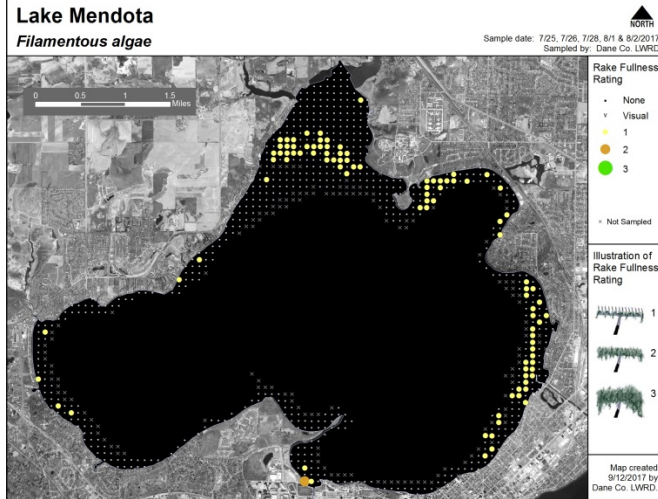 Lake Mendota
Filamentous algae
NORTH
Sample date: 7/25, 7/26, 7/28, 8/1 & 8/2/2017
Sampled by: Dane Co. LWRD
0 0.5 1 1.5
Miles
Rake Fullness
Rating
None
Visual
1
2
3
Not Sampled
Illustration of
Rake Fullness
Rating
1
2
3
Map created
9/12/2017 by
Dane Co. LWRD.